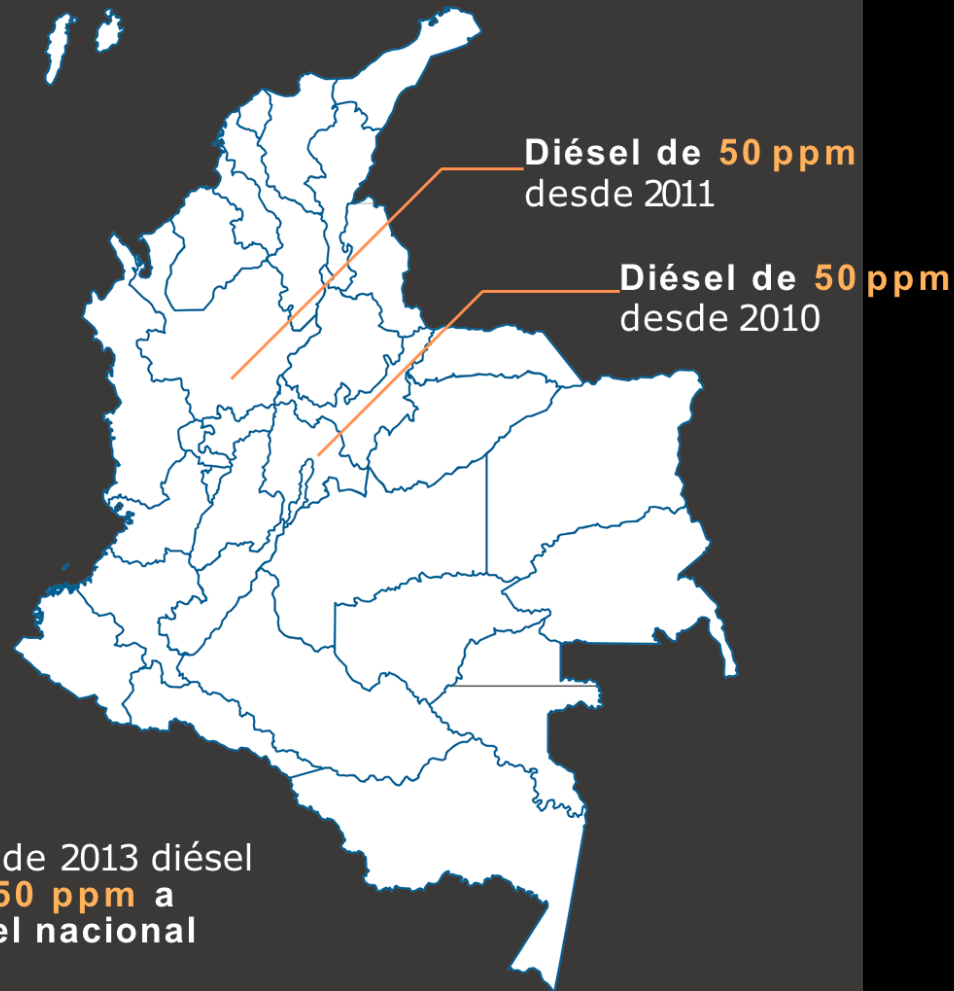 Diésel de 50 ppm
desde 2011
Diésel de 50 ppm
desde 2010
de 2013 diésel
50 ppm a
el nacional